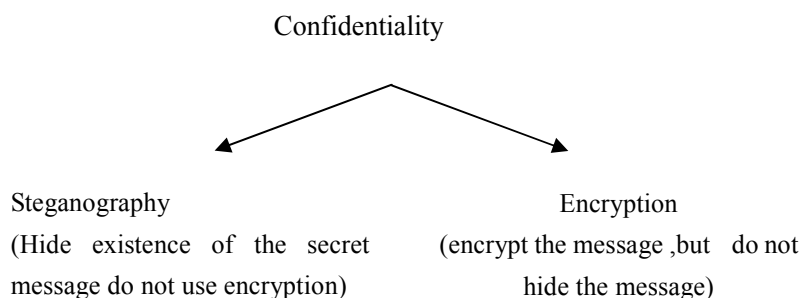 Confidentiality
Steganography
(Hide existence of the secret
message do not use encryption)
Encryption
(encrypt the message ,but do not
hide the message)